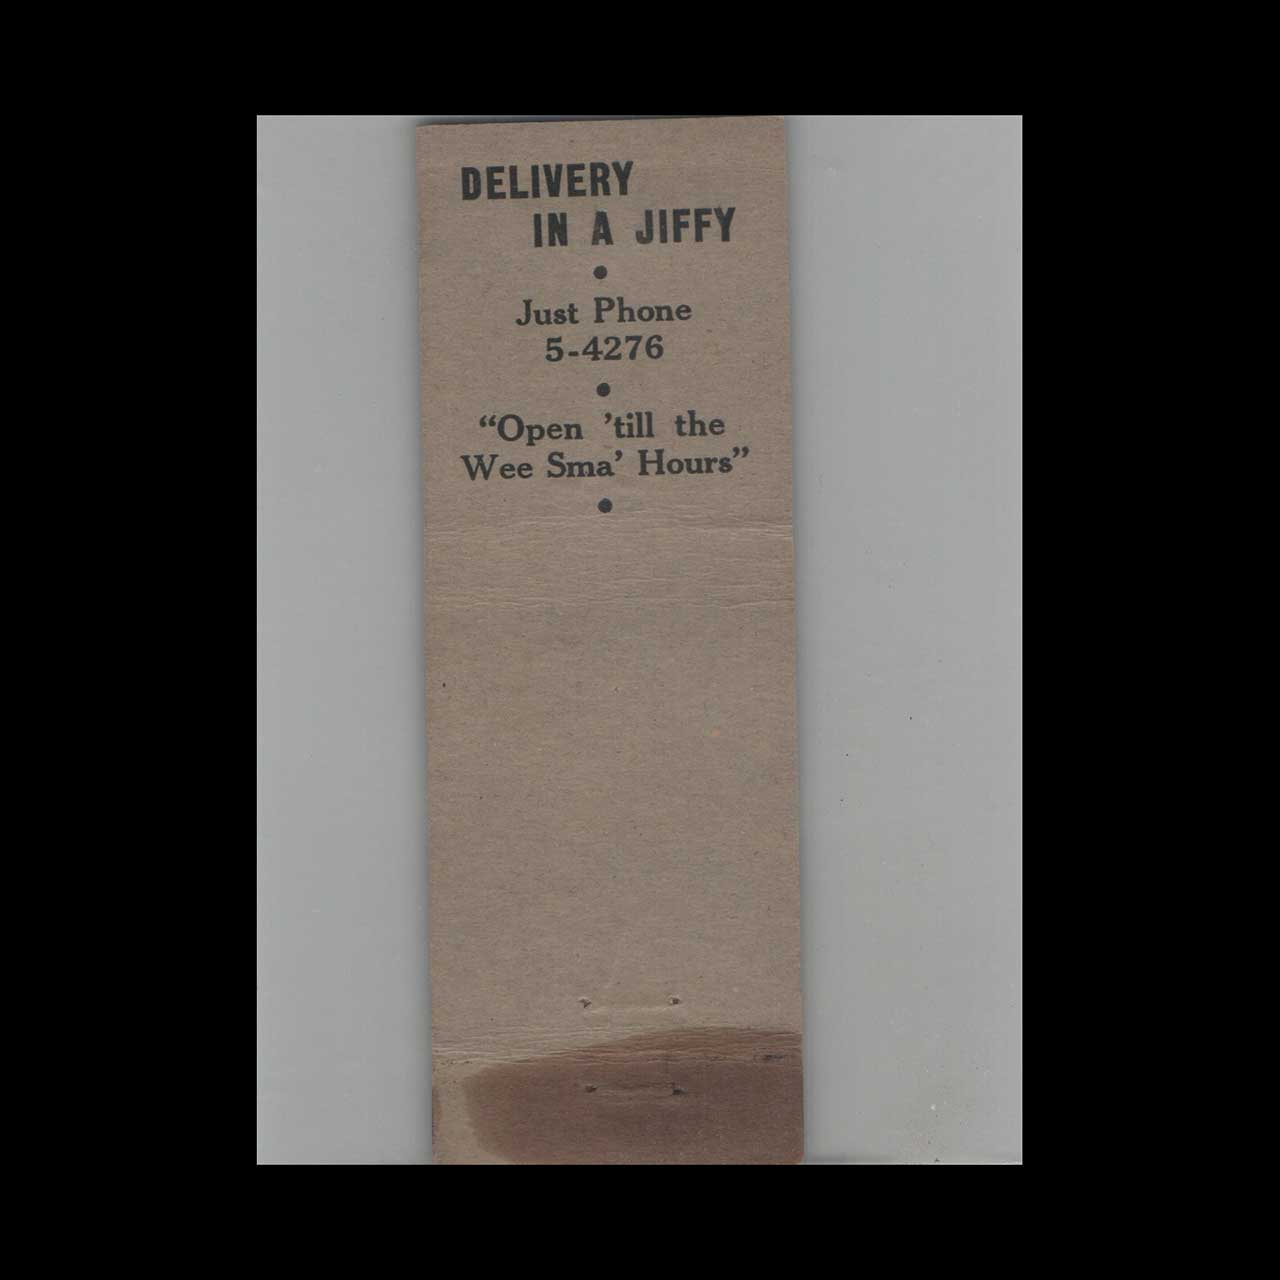 DELIVERY
IN A JIFFY
•
Just Phone
5-4276
•
“Open ’till the
Wee Sma’ Hours”
•